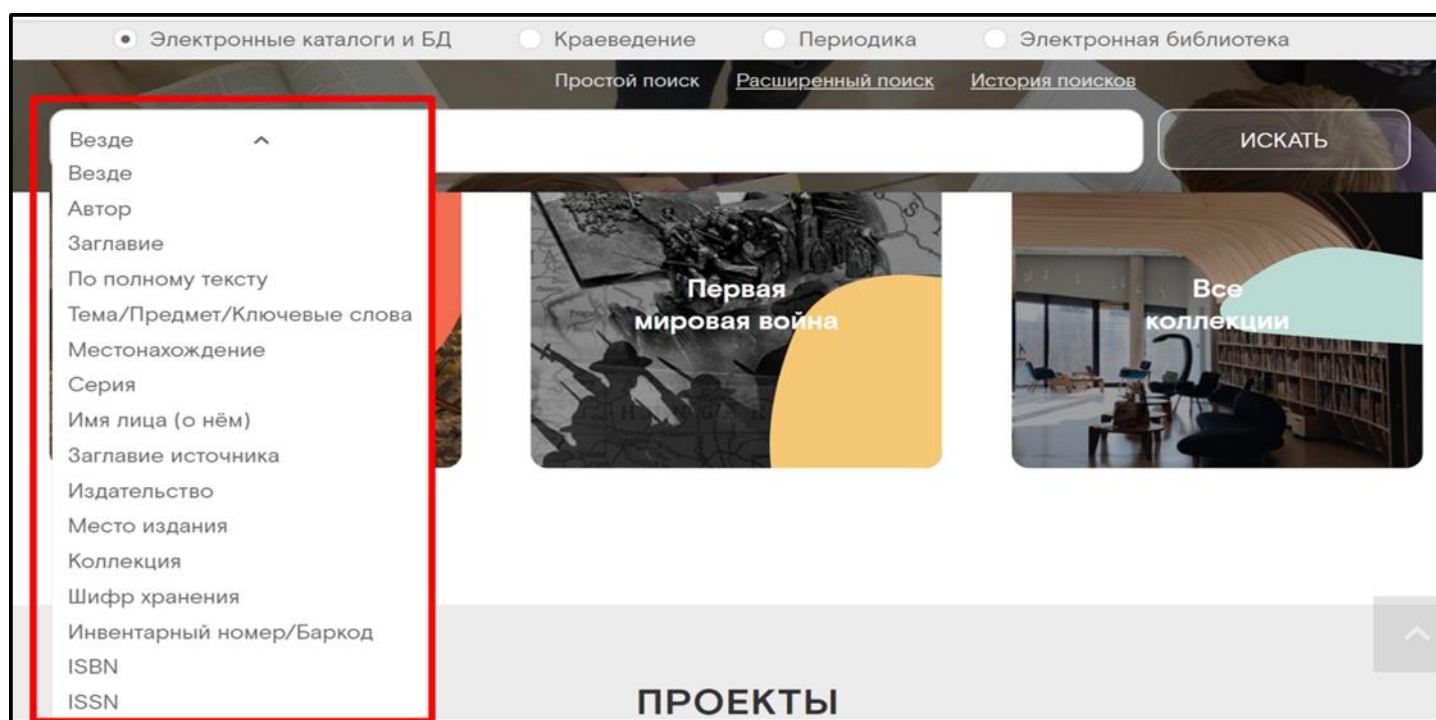 Электронные каталоги и БД Краеведение Периодика Электронная библиотека
Простой поиск Расширенный поиск История поисков
Везде
ИСКАТЬ
Везде
Автор
Заглавие
По полному тексту
Тема/Предмет/Ключевые слова
Местонахождение
Серия
Имя лица (о нём)
Заглавие источника
Издательство
Место издания
Коллекция
Шифр хранения
Инвентарный номер/Баркод
ISBN
ISSN
Первая
мировая война
Все
коллекции
ПРОЕКТЫ